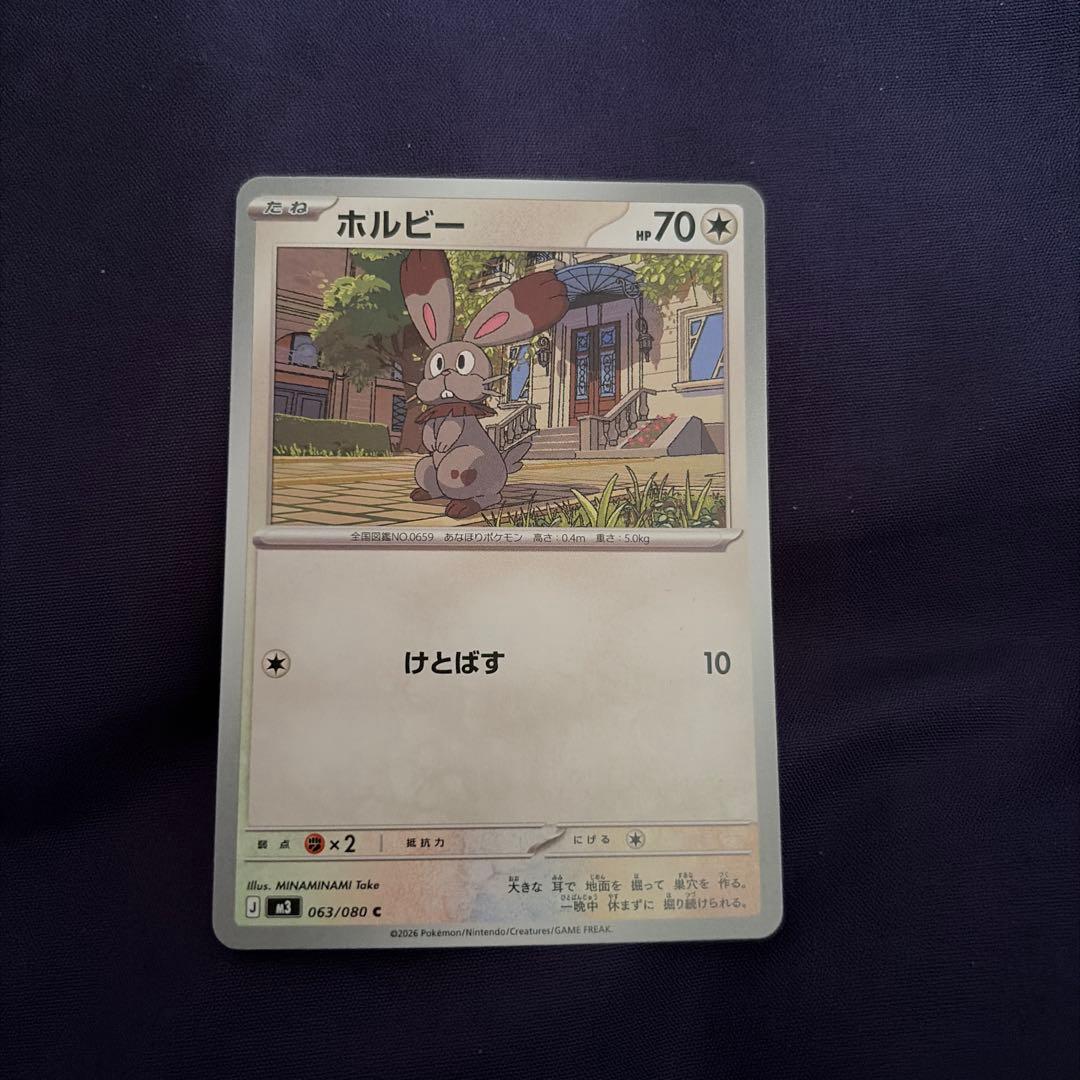 たね ホルビー HP70
全国図鑑NO.0659 あなほりポケモン 高さ:0.4m 重さ:5.0kg
けとばす 10
弱点 ×2 抵抗力 にげる
Illus. MINAMINAMI Take
大きな 耳で 地面を 掘って 巣穴を 作る。
一晩中 休まずに 掘り続けられる。
J m3 063/080 C
©2026 Pokémon/Nintendo/Creatures/GAME FREAK.